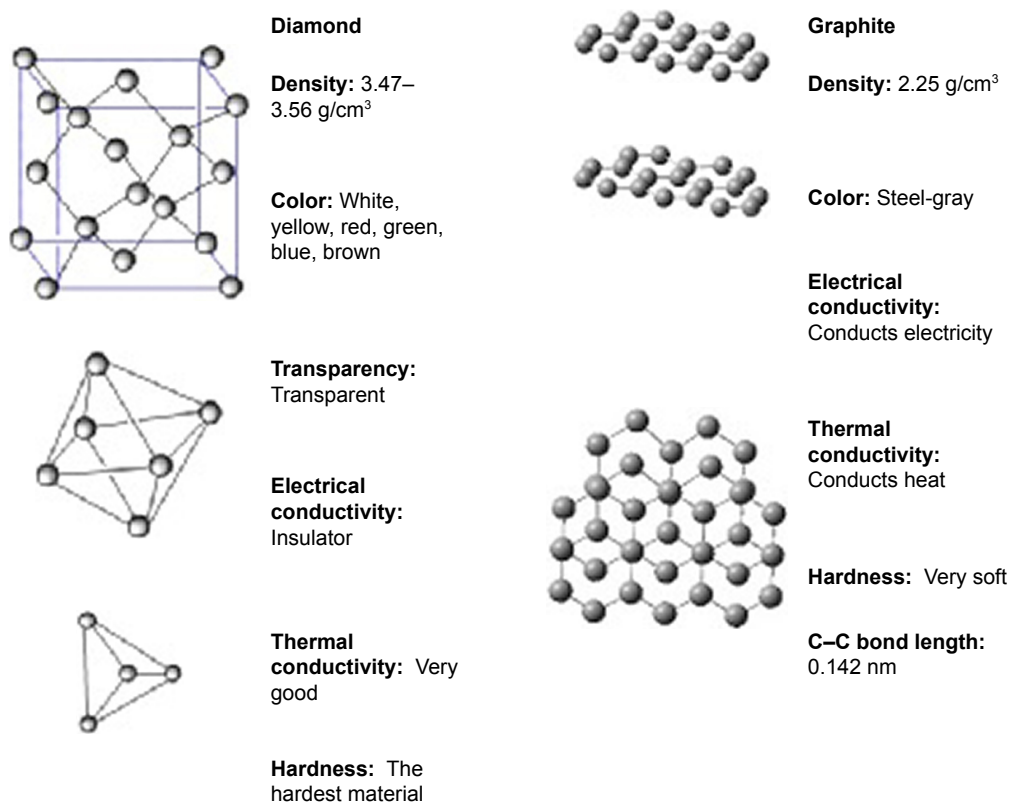 Diamond
Density: 3.47–
3.56 g/cm³
Color: White,
yellow, red, green,
blue, brown
Transparency:
Transparent
Electrical
conductivity:
Insulator
Thermal
conductivity: Very
good
Hardness: The
hardest material
Graphite
Density: 2.25 g/cm³
Color: Steel-gray
Electrical
conductivity:
Conducts electricity
Thermal
conductivity:
Conducts heat
Hardness: Very soft
C–C bond length:
0.142 nm